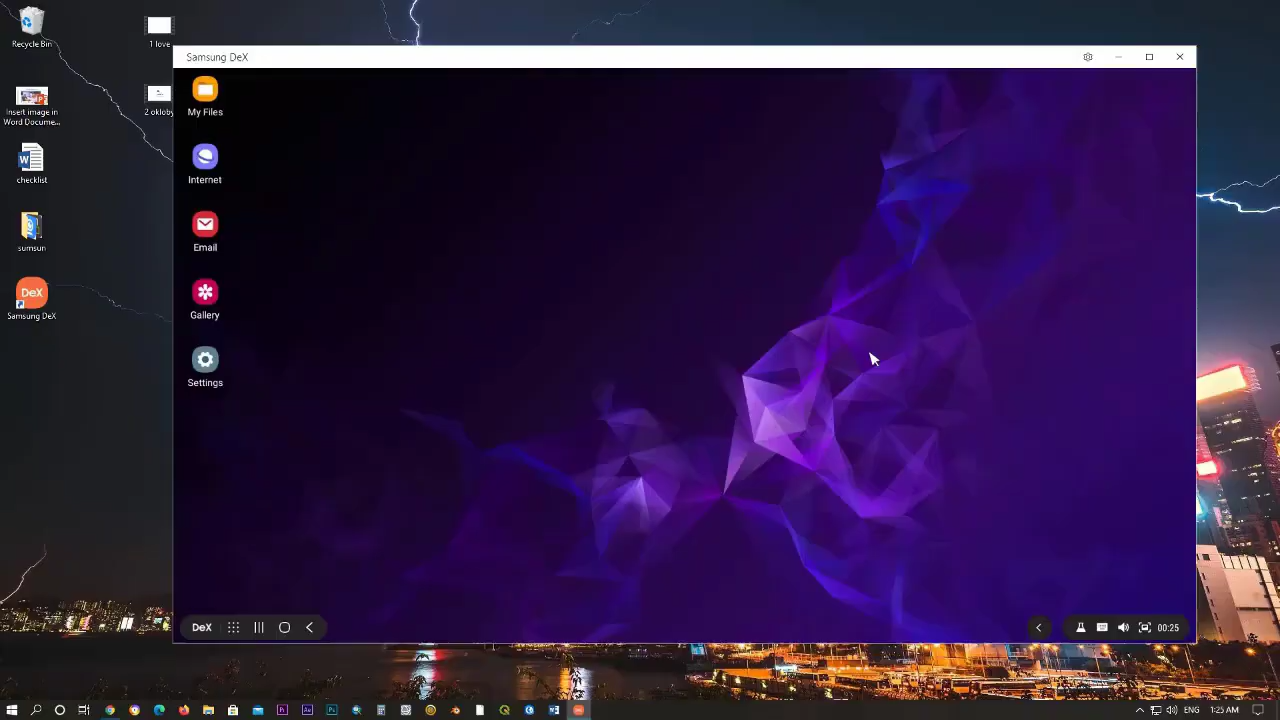 Recycle Bin
1 love
Insert image in
Word Docume...
2 okloby
checklist
sumsun
DeX
Samsung DeX
Samsung DeX
My Files
Internet
Email
Gallery
Settings
DeX
00:25
ENG
1:25 AM